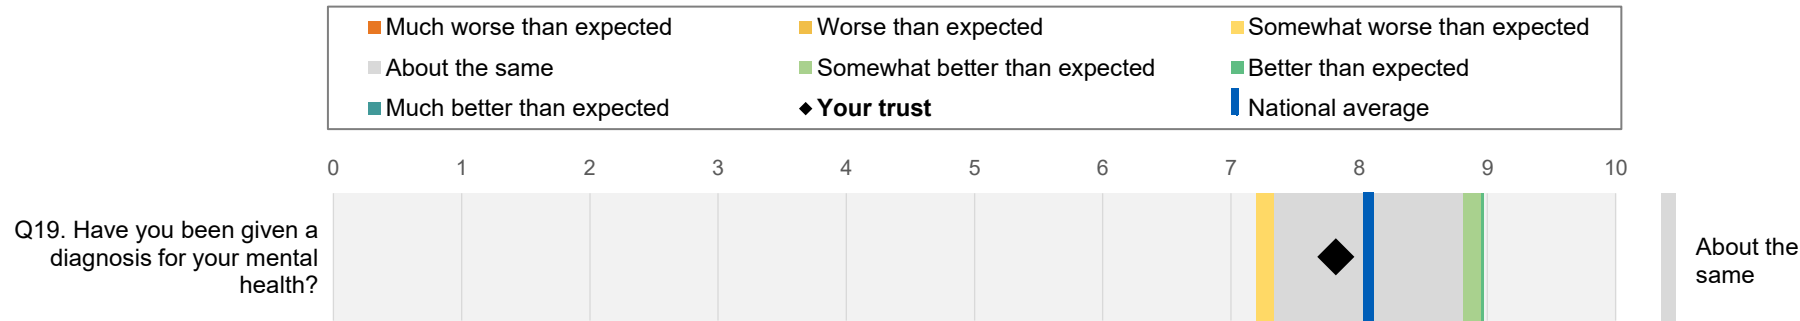 Much worse than expected
Worse than expected
Somewhat worse than expected
About the same
Somewhat better than expected
Better than expected
Much better than expected
Your trust
National average
0 1 2 3 4 5 6 7 8 9 10
Q19. Have you been given a
diagnosis for your mental
health?
About the
same